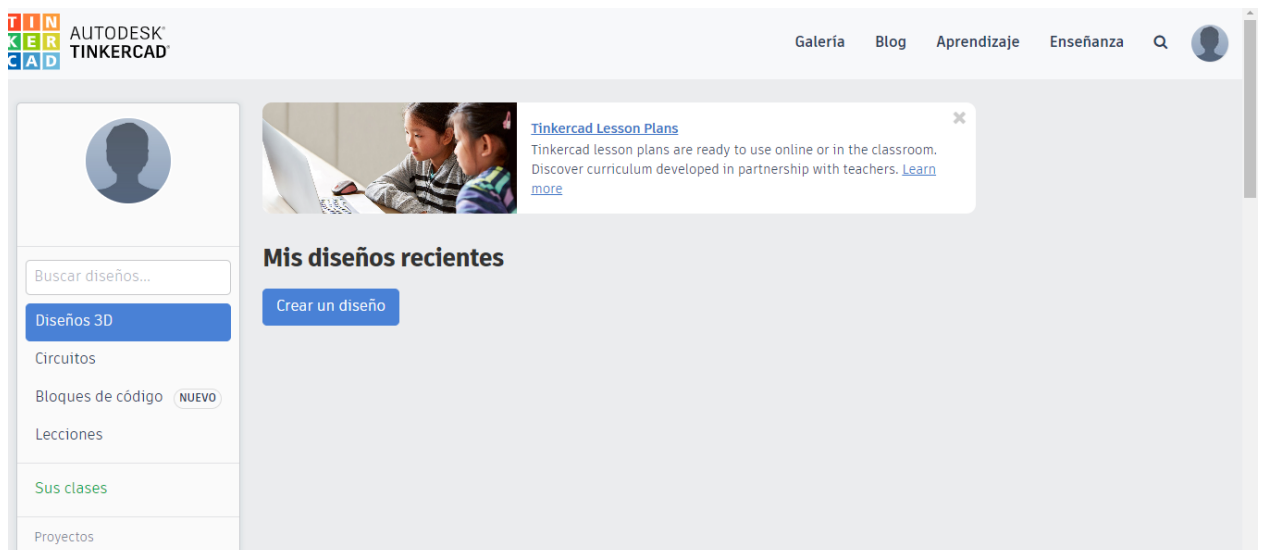 TIN
KER
CAD
AUTODESK®
TINKERCAD®
Galería
Blog
Aprendizaje
Enseñanza
Tinkercad Lesson Plans
Tinkercad lesson plans are ready to use online or in the classroom.
Discover curriculum developed in partnership with teachers. Learn
more
Buscar diseños...
Diseños 3D
Circuitos
Bloques de código NUEVO
Lecciones
Sus clases
Proyectos
Mis diseños recientes
Crear un diseño